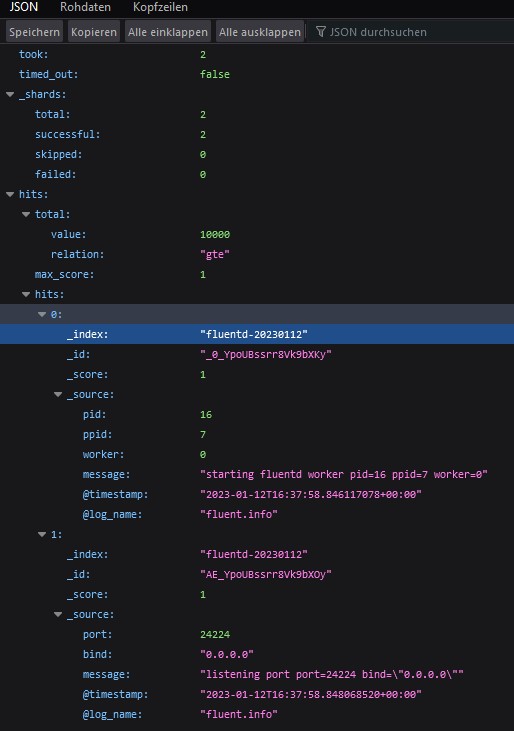 JSON Rohdaten Kopfzeilen
Speichern Kopieren Alle einklappen Alle ausklappen JSON durchsuchen
took: 2
timed_out: false
_shards:
total: 2
successful: 2
skipped: 0
failed: 0
hits:
total:
value: 10000
relation: "gte"
max_score: 1
hits:
0:
_index: "fluentd-20230112"
_id: "_0_YpoUBssrr8Vk9bXKy"
_score: 1
_source:
pid: 16
ppid: 7
worker: 0
message: "starting fluentd worker pid=16 ppid=7 worker=0"
@timestamp: "2023-01-12T16:37:58.846117078+00:00"
@log_name: "fluent.info"
1:
_index: "fluentd-20230112"
_id: "AE_YpoUBssrr8Vk9bXOy"
_score: 1
_source:
port: 24224
bind: "0.0.0.0"
message: "listening port port=24224 bind=\"0.0.0.0\""
@timestamp: "2023-01-12T16:37:58.848068520+00:00"
@log_name: "fluent.info"